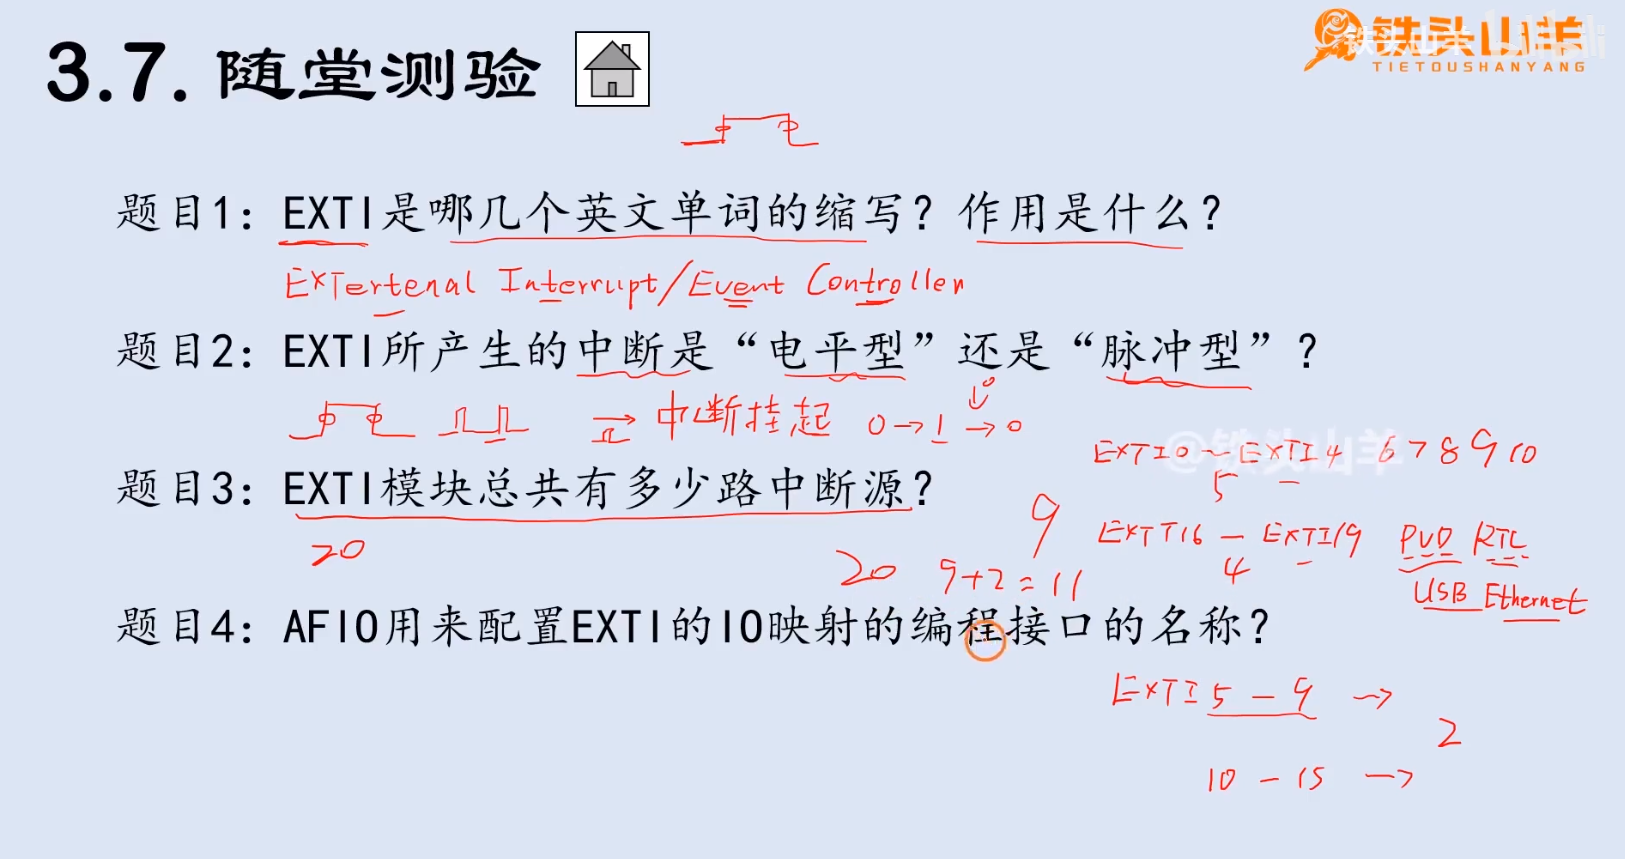 3.7. 随堂测验
铁头山羊
TIETOUSHANYANG
题目1：EXTI是哪几个英文单词的缩写？作用是什么？
EXTertenal Interrupt/Event Controller
题目2：EXTI所产生的中断是“电平型”还是“脉冲型”？
中断挂起 0→1→0
@铁头山羊
EXTI0 — EXTI4 6 7 8 9 10
5
题目3：EXTI模块总共有多少路中断源？
9
EXTI16 — EXTI19 PVD RTC
20
20 9+2=11 4
USB Ethernet
题目4：AFIO用来配置EXTI的IO映射的编程接口的名称？
EXTI 5 — 9 →
2
10 — 15 →